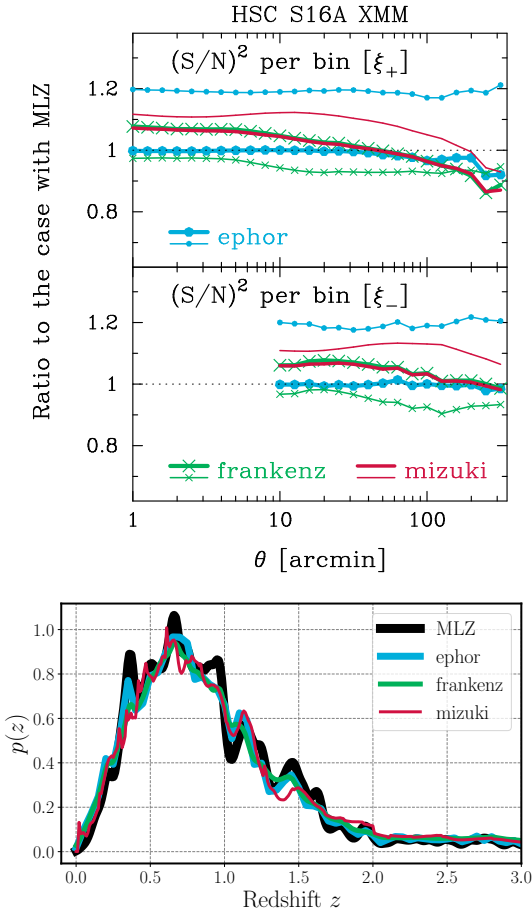 HSC S16A XMM
Ratio to the case with MLZ
(S/N)² per bin [ξ₊]
1.2
1
0.8
ephor
(S/N)² per bin [ξ₋]
1.2
1
0.8
frankenz mizuki
1 10 100
θ [arcmin]
p(z)
1.0
0.8
0.6
0.4
0.2
0.0
MLZ
ephor
frankenz
mizuki
0.0 0.5 1.0 1.5 2.0 2.5 3.0
Redshift z